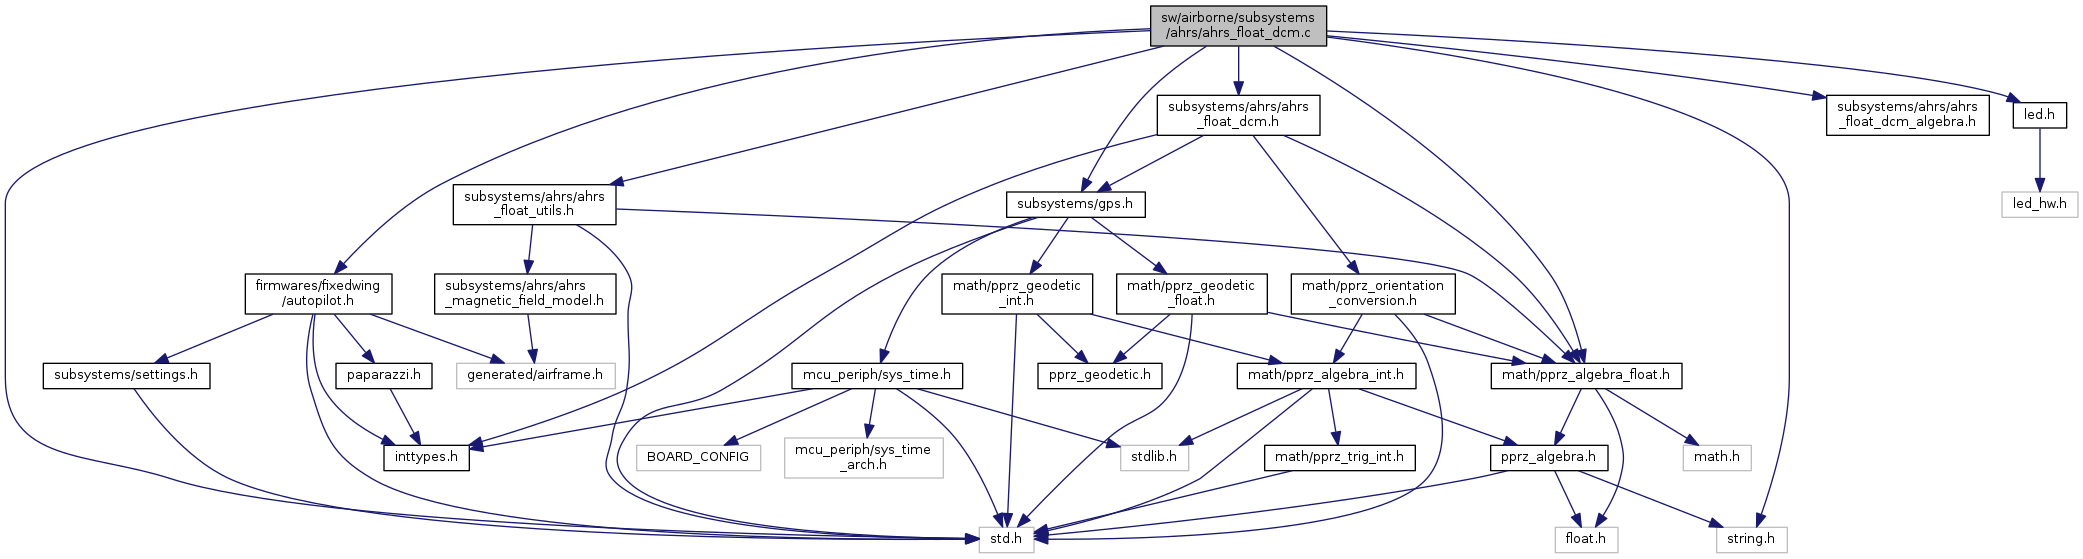 sw/airborne/subsystems
/ahrs/ahrs_float_dcm.c
subsystems/ahrs/ahrs
_float_dcm.h
subsystems/ahrs/ahrs
_float_dcm_algebra.h
led.h
subsystems/ahrs/ahrs
_float_utils.h
subsystems/gps.h
led_hw.h
firmwares/fixedwing
/autopilot.h
subsystems/ahrs/ahrs
_magnetic_field_model.h
math/pprz_geodetic
_int.h
math/pprz_geodetic
_float.h
math/pprz_orientation
_conversion.h
subsystems/settings.h
paparazzi.h
generated/airframe.h
mcu_periph/sys_time.h
pprz_geodetic.h
math/pprz_algebra_int.h
math/pprz_algebra_float.h
inttypes.h
BOARD_CONFIG
mcu_periph/sys_time
_arch.h
stdlib.h
math/pprz_trig_int.h
pprz_algebra.h
math.h
std.h
float.h
string.h